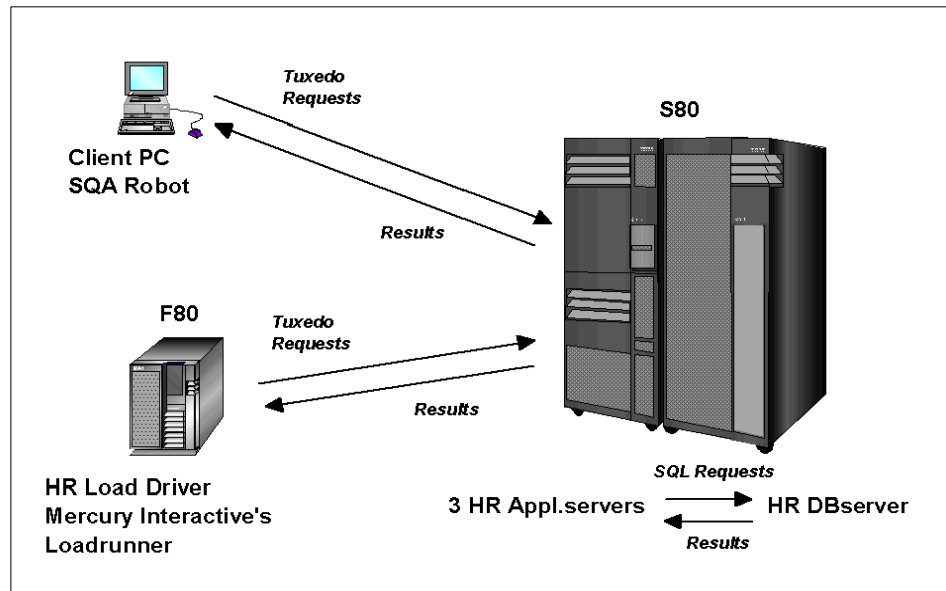 Tuxedo
Requests
S80
Client PC
SQA Robot
Results
F80
Tuxedo
Requests
Results
HR Load Driver
Mercury Interactive's
Loadrunner
SQL Requests
3 HR Appl.servers
HR DBserver
Results